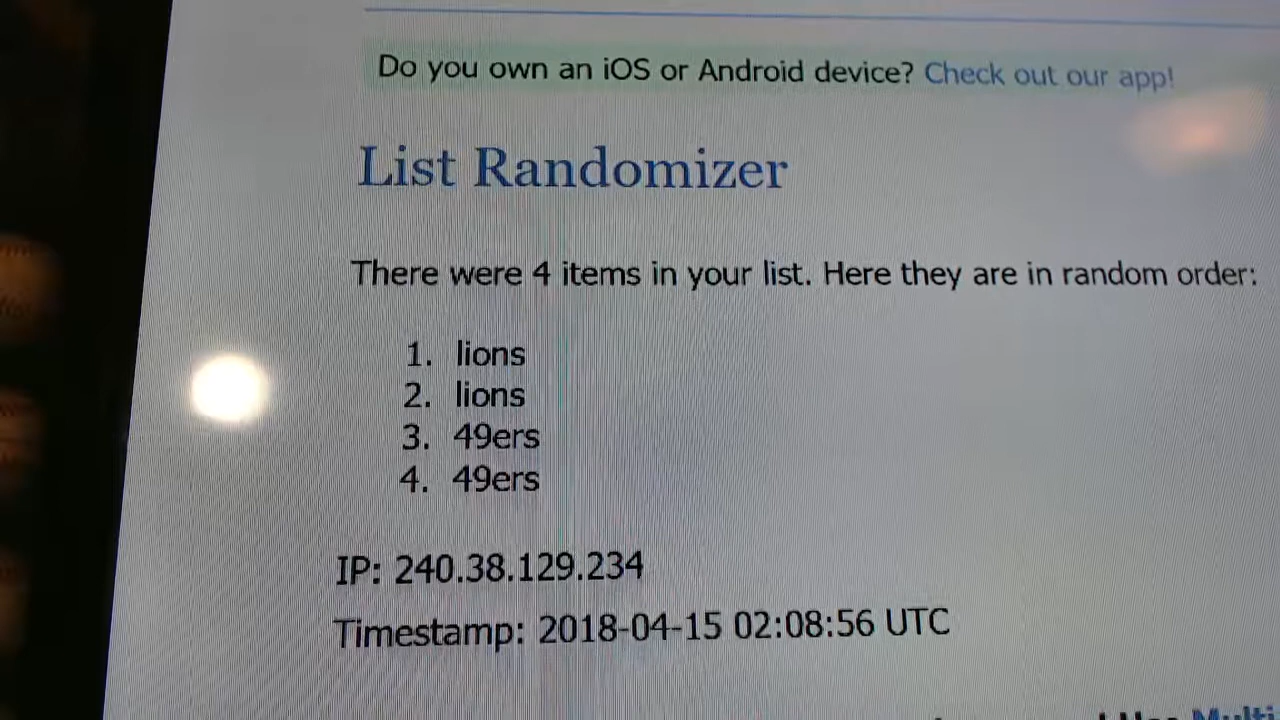 Do you own an iOS or Android device? Check out our app!
List Randomizer
There were 4 items in your list. Here they are in random order:
1. lions
2. lions
3. 49ers
4. 49ers
IP: 240.38.129.234
Timestamp: 2018-04-15 02:08:56 UTC